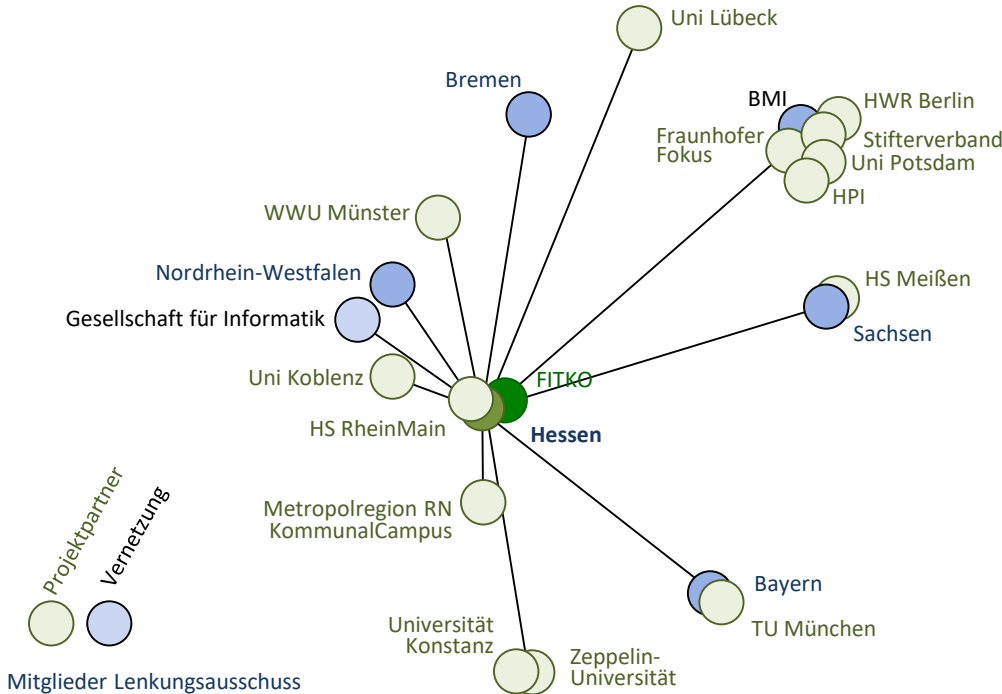 Uni Lübeck
Bremen
BMI
HWR Berlin
Fraunhofer
Fokus
Stifterverband
Uni Potsdam
HPI
WWU Münster
Nordrhein-Westfalen
HS Meißen
Gesellschaft für Informatik
Sachsen
Uni Koblenz
FITKO
HS RheinMain
Hessen
Metropolregion RN
KommunalCampus
Projektpartner
Vernetzung
Bayern
TU München
Universität
Konstanz
Zeppelin-
Universität
Mitglieder Lenkungsausschuss